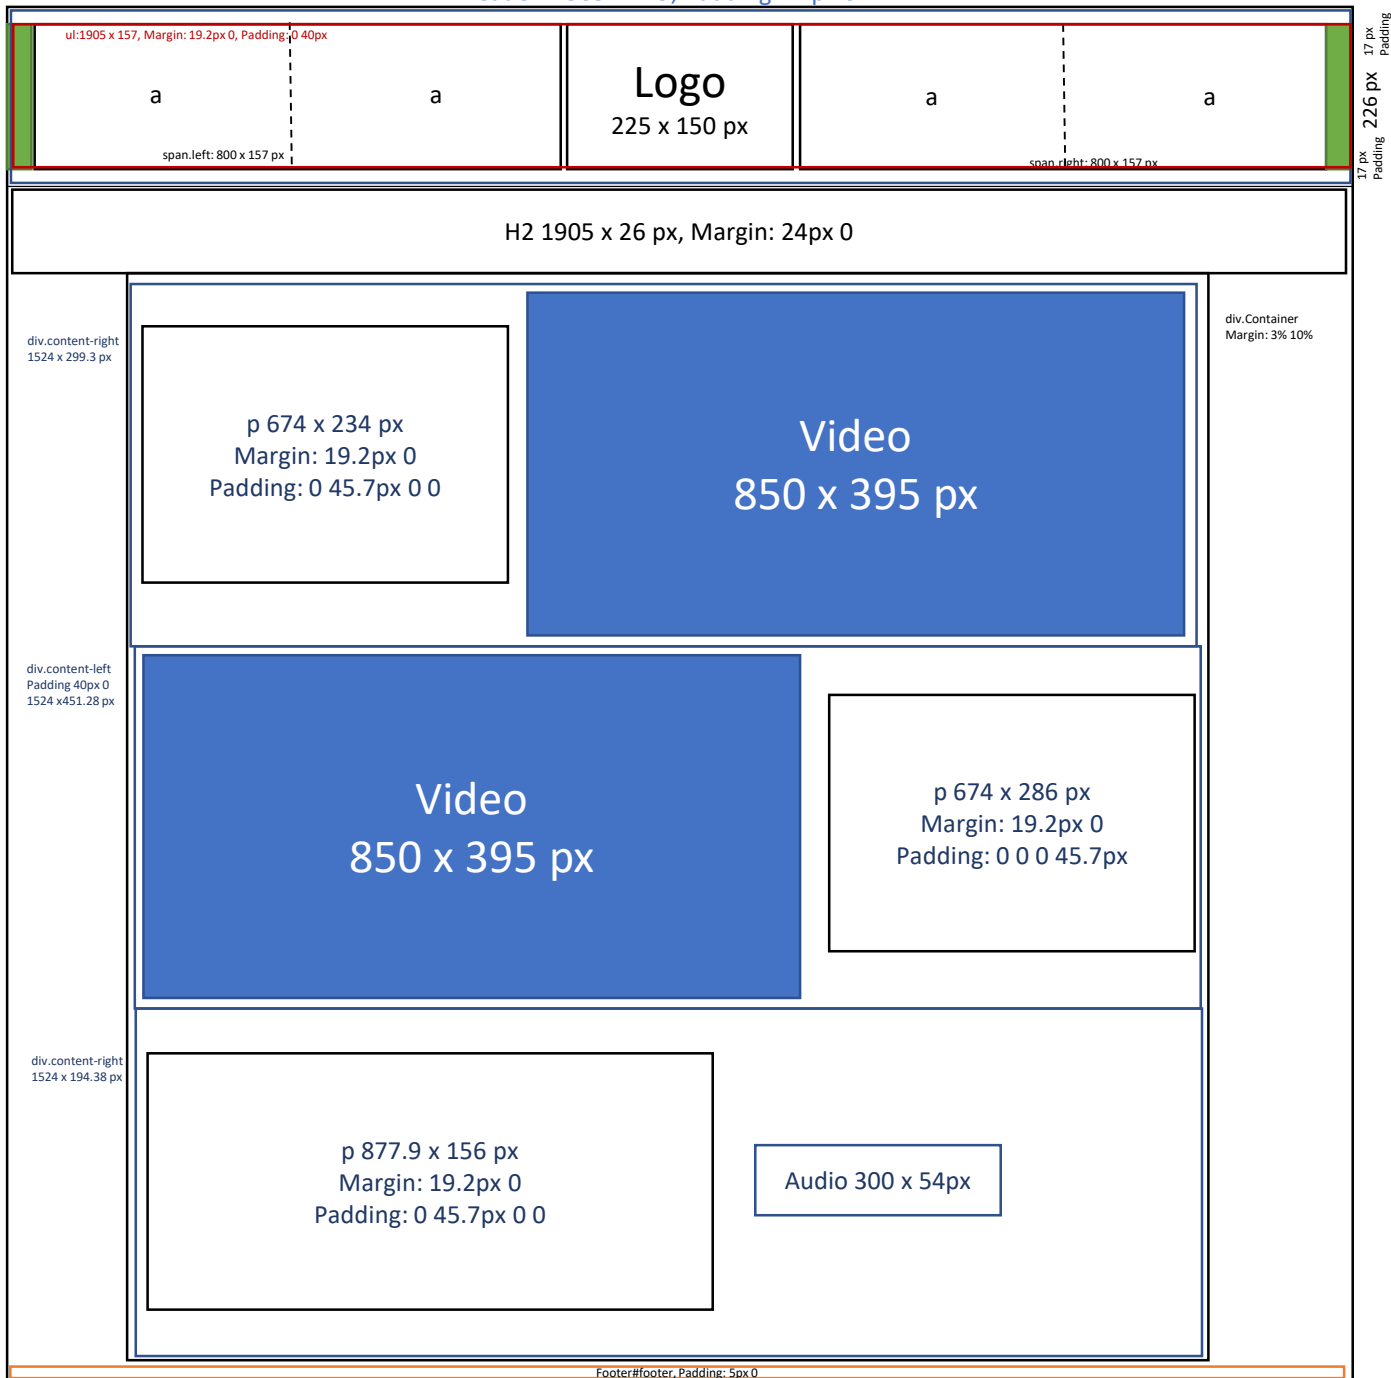 ul:1905 x 157, Margin: 19.2px 0, Padding: 0 40px
a
a
Logo
225 x 150 px
a
a
span.left: 800 x 157 px
span.right: 800 x 157 px
17 px
Padding
226 px
17 px
Padding
H2 1905 x 26 px, Margin: 24px 0
div.content-right
1524 x 299.3 px
p 674 x 234 px
Margin: 19.2px 0
Padding: 0 45.7px 0 0
Video
850 x 395 px
div.Container
Margin: 3% 10%
div.content-left
Padding 40px 0
1524 x451.28 px
Video
850 x 395 px
p 674 x 286 px
Margin: 19.2px 0
Padding: 0 0 0 45.7px
div.content-right
1524 x 194.38 px
p 877.9 x 156 px
Margin: 19.2px 0
Padding: 0 45.7px 0 0
Audio 300 x 54px
Footer#footer, Padding: 5px 0